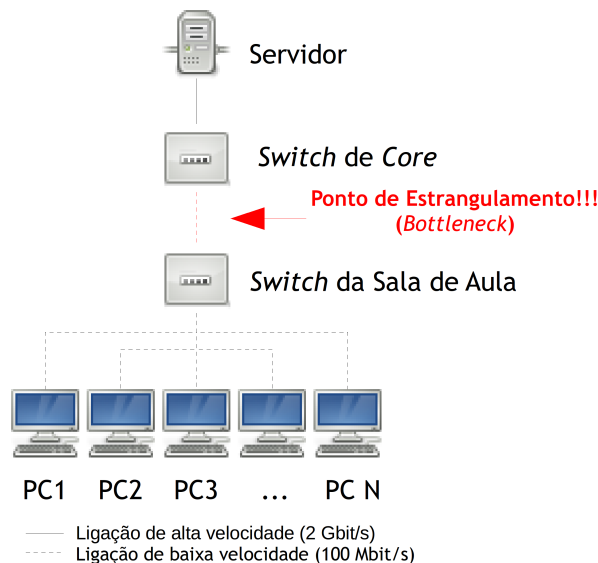 Servidor
Switch de Core
Ponto de Estrangulamento!!!
(Bottleneck)
Switch da Sala de Aula
PC1 PC2 PC3 ... PC N
Ligação de alta velocidade (2 Gbit/s)
Ligação de baixa velocidade (100 Mbit/s)